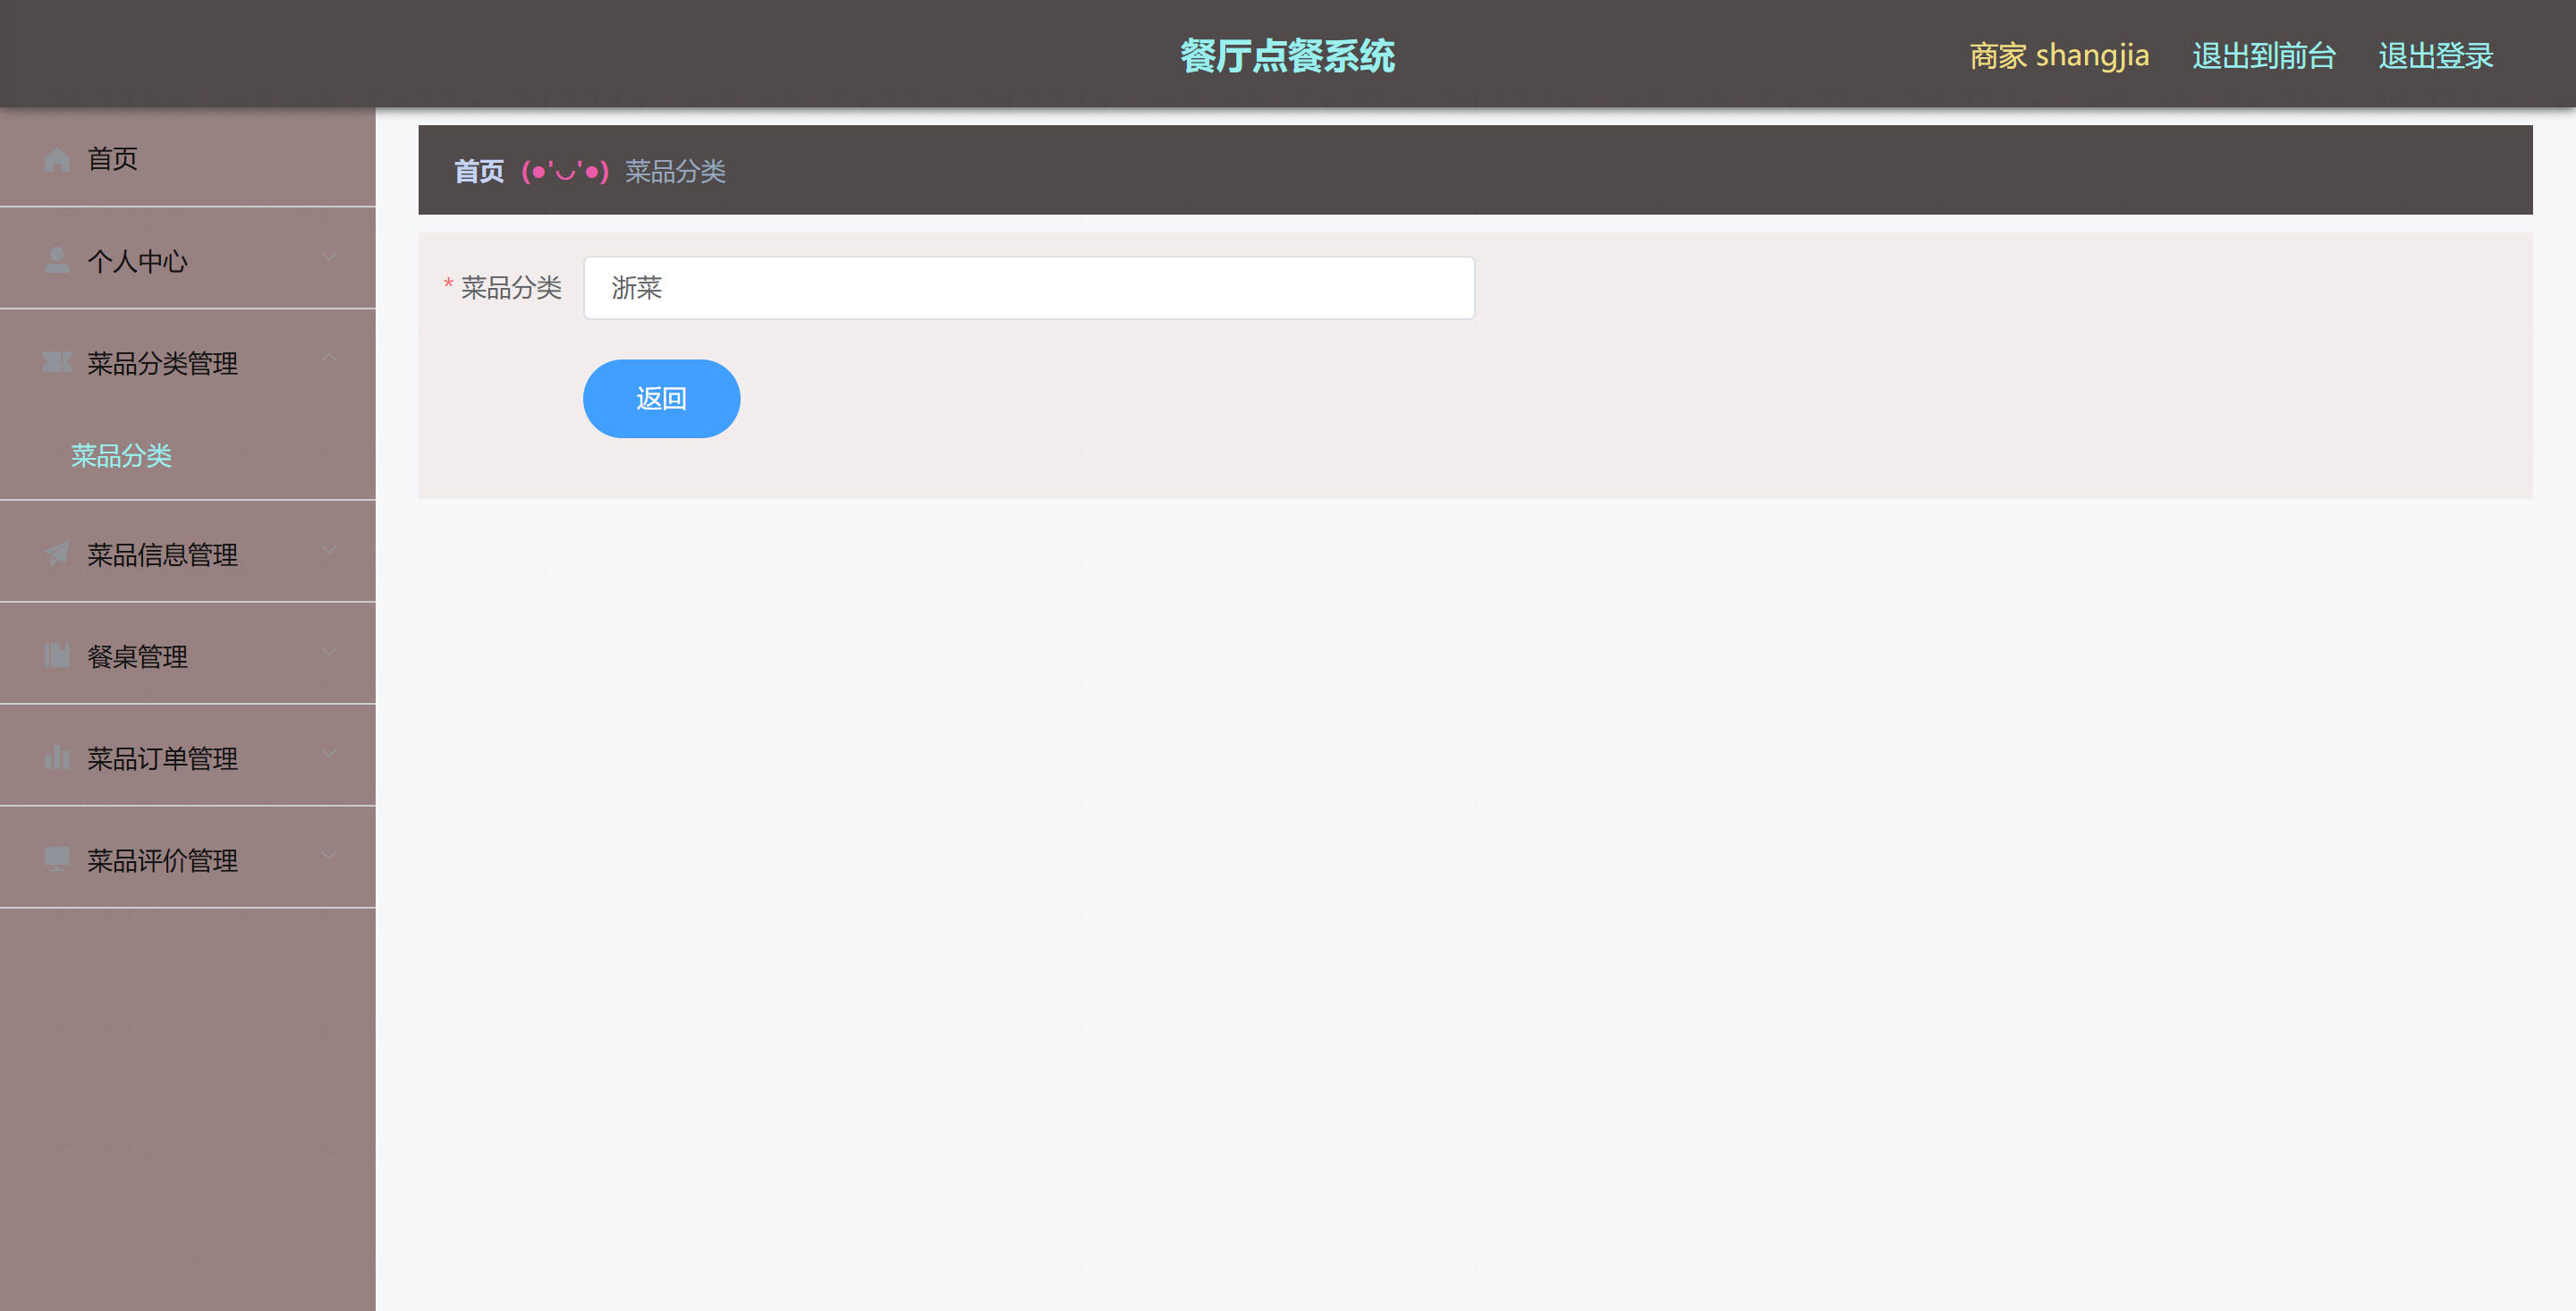 餐厅点餐系统
商家 shangjia 退出到前台 退出登录
首页
个人中心
菜品分类管理
菜品分类
菜品信息管理
餐桌管理
菜品订单管理
菜品评价管理
首页 (●'◡'●) 菜品分类
* 菜品分类 浙菜
返回